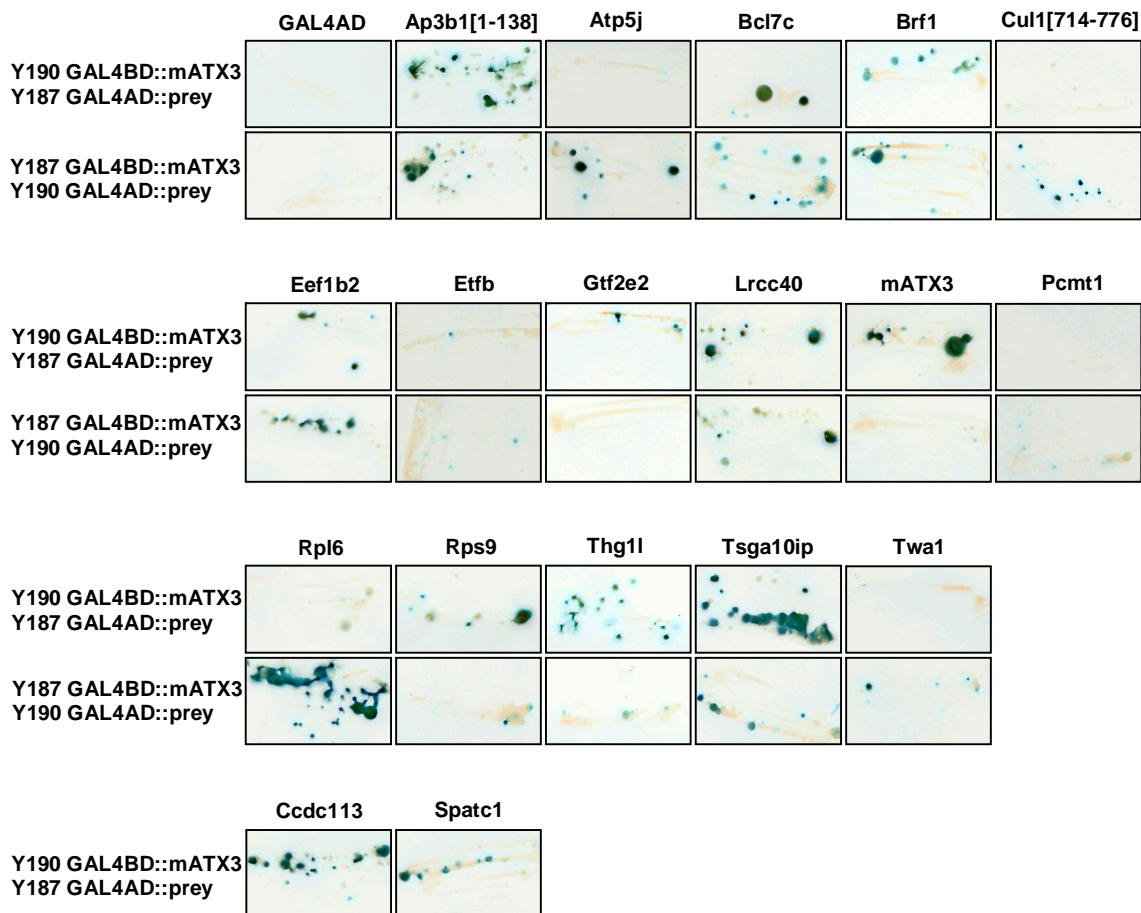 GAL4AD Ap3b1[1-138] Atp5j Bcl7c Brf1 Cul1[714-776]
Y190 GAL4BD::mATX3
Y187 GAL4AD::prey
Y187 GAL4BD::mATX3
Y190 GAL4AD::prey
Eef1b2 Etfb Gtf2e2 Lrcc40 mATX3 Pcmt1
Y190 GAL4BD::mATX3
Y187 GAL4AD::prey
Y187 GAL4BD::mATX3
Y190 GAL4AD::prey
Rpl6 Rps9 Thg1l Tsga10ip Twa1
Y190 GAL4BD::mATX3
Y187 GAL4AD::prey
Y187 GAL4BD::mATX3
Y190 GAL4AD::prey
Ccdc113 Spatc1
Y190 GAL4BD::mATX3
Y187 GAL4AD::prey